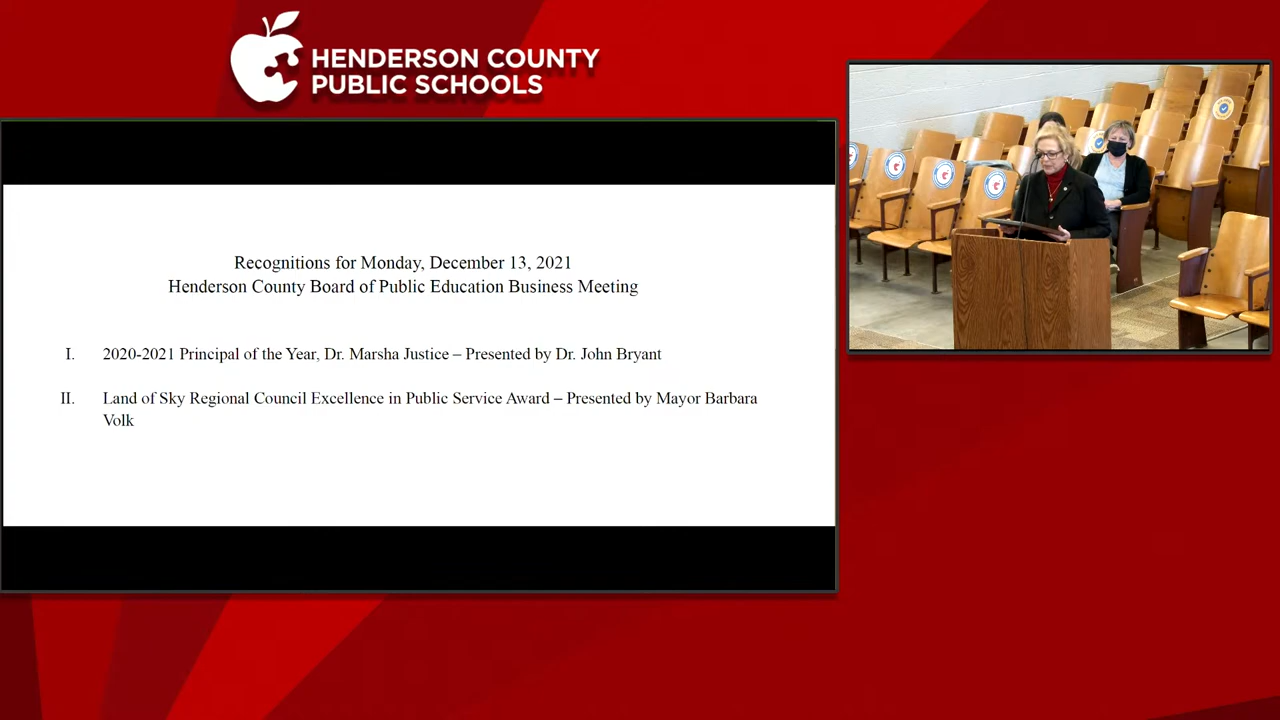 HENDERSON COUNTY
PUBLIC SCHOOLS
Recognitions for Monday, December 13, 2021
Henderson County Board of Public Education Business Meeting
I. 2020-2021 Principal of the Year, Dr. Marsha Justice – Presented by Dr. John Bryant
II. Land of Sky Regional Council Excellence in Public Service Award – Presented by Mayor Barbara
Volk